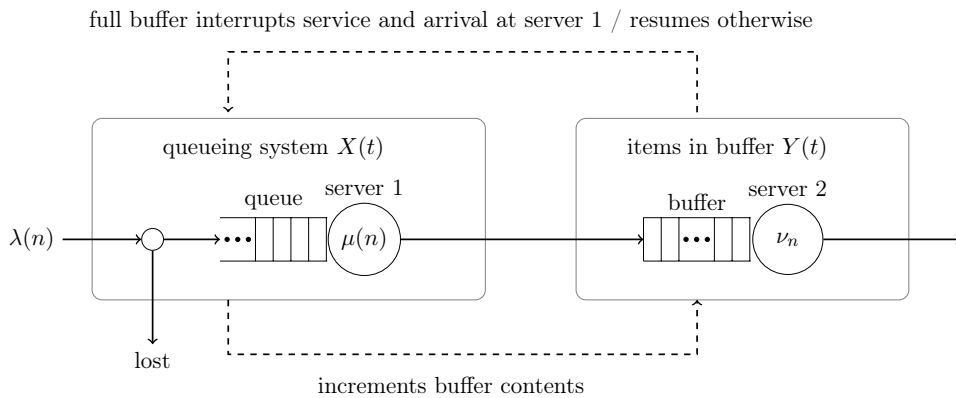 full buffer interrupts service and arrival at server 1 / resumes otherwise
queueing system X(t)
items in buffer Y(t)
server 1
server 2
queue
buffer
λ(n)
μ(n)
ν_n
lost
increments buffer contents